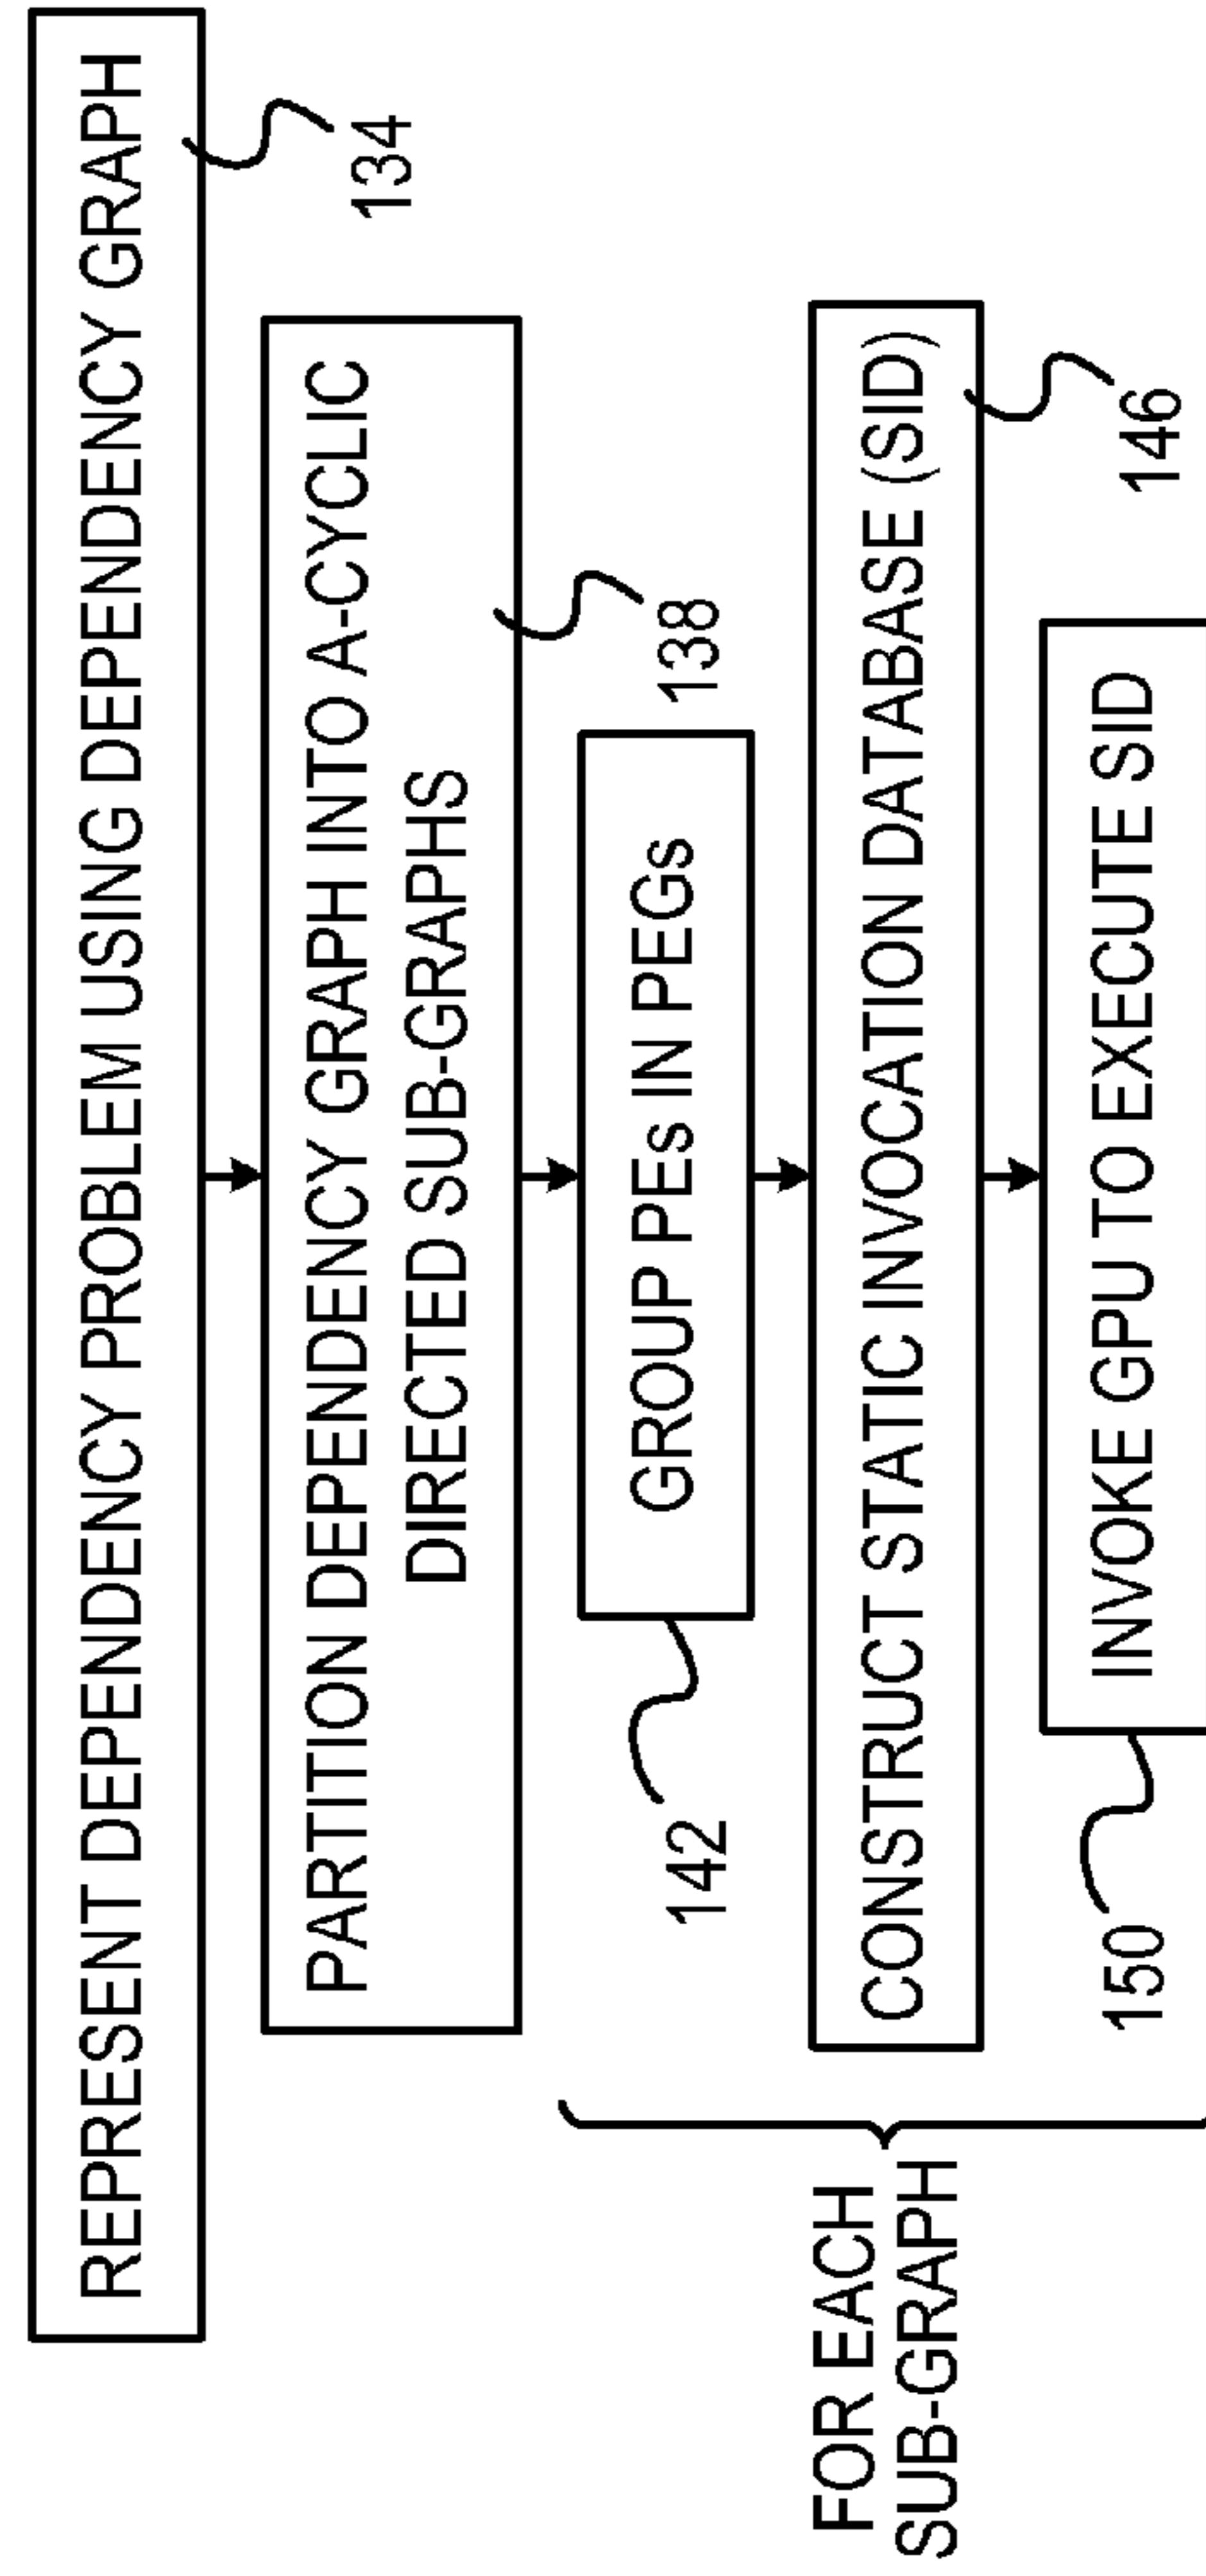 REPRESENT DEPENDENCY PROBLEM USING DEPENDENCY GRAPH
134
PARTITION DEPENDENCY GRAPH INTO A-CYCLIC
DIRECTED SUB-GRAPHS
138
GROUP PEs IN PEGs
142
CONSTRUCT STATIC INVOCATION DATABASE (SID)
146
FOR EACH
SUB-GRAPH
INVOKE GPU TO EXECUTE SID
150